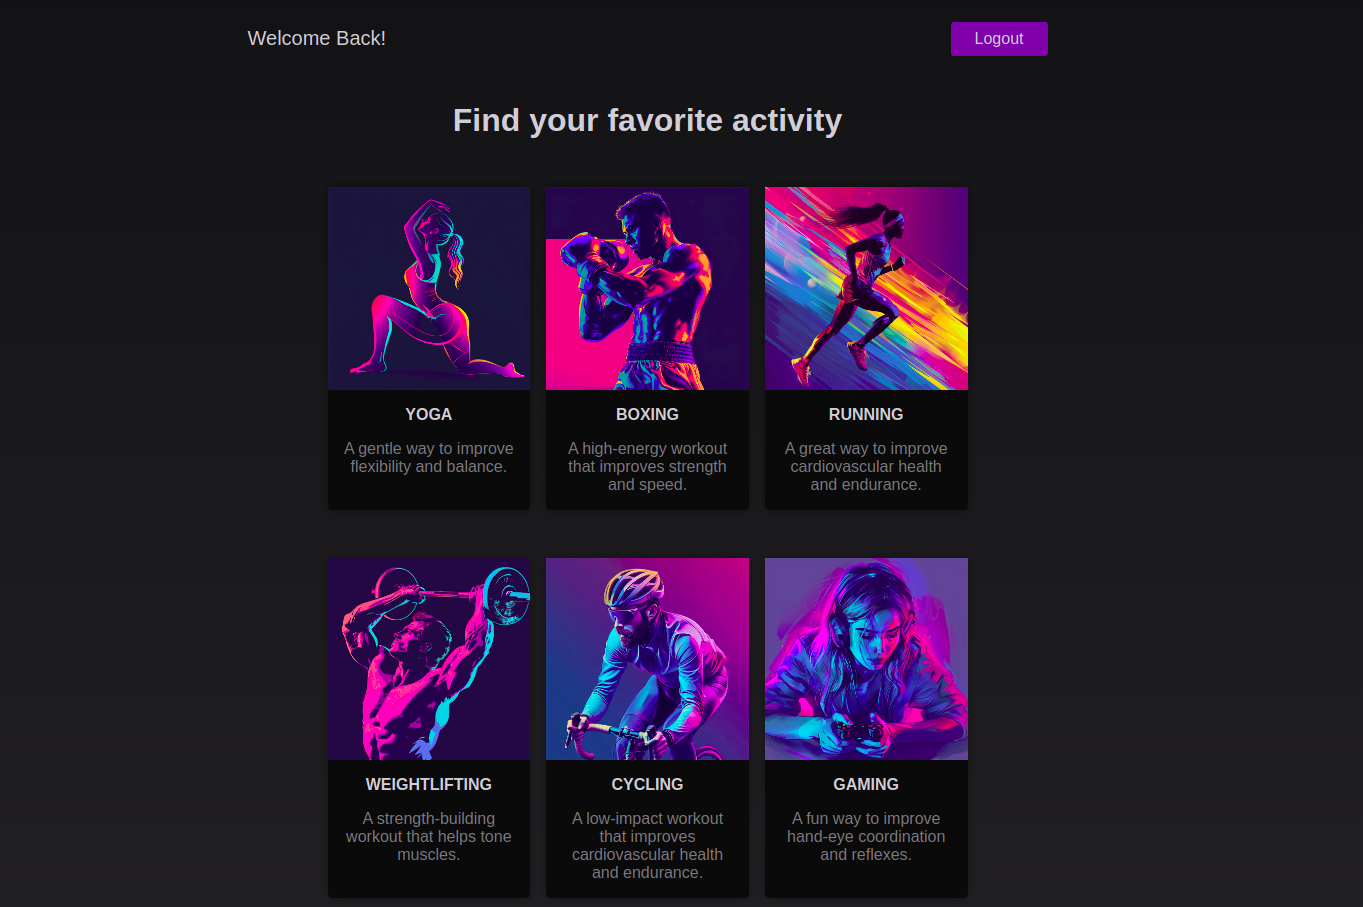 Welcome Back!
Logout
Find your favorite activity
YOGA
A gentle way to improve
flexibility and balance.
BOXING
A high-energy workout
that improves strength
and speed.
RUNNING
A great way to improve
cardiovascular health
and endurance.
WEIGHTLIFTING
A strength-building
workout that helps tone
muscles.
CYCLING
A low-impact workout
that improves
cardiovascular health
and endurance.
GAMING
A fun way to improve
hand-eye coordination
and reflexes.